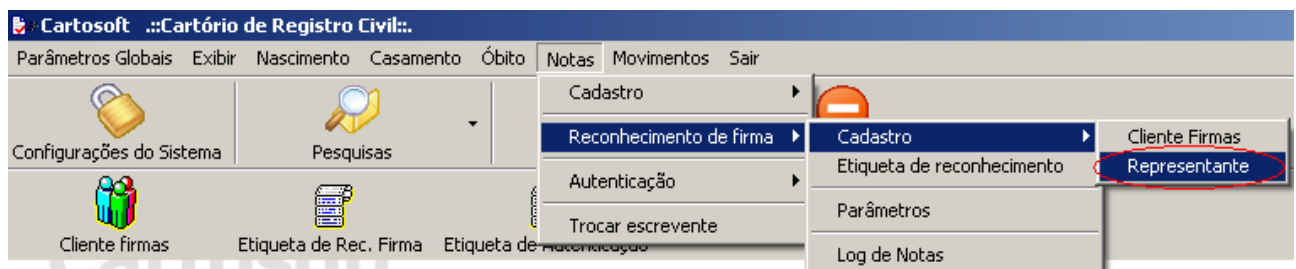 Cartosoft .::Cartório de Registro Civil::.
Parâmetros Globais Exibir Nascimento Casamento Óbito Notas Movimentos Sair
Cadastro
Configurações do Sistema Pesquisas Reconhecimento de firma Cadastro Cliente Firmas
Etiqueta de reconhecimento Representante
Autenticação
Parâmetros
Trocar escrevente
Cliente firmas Etiqueta de Rec. Firma Etiqueta de Autenticação
Log de Notas
Cartosoft